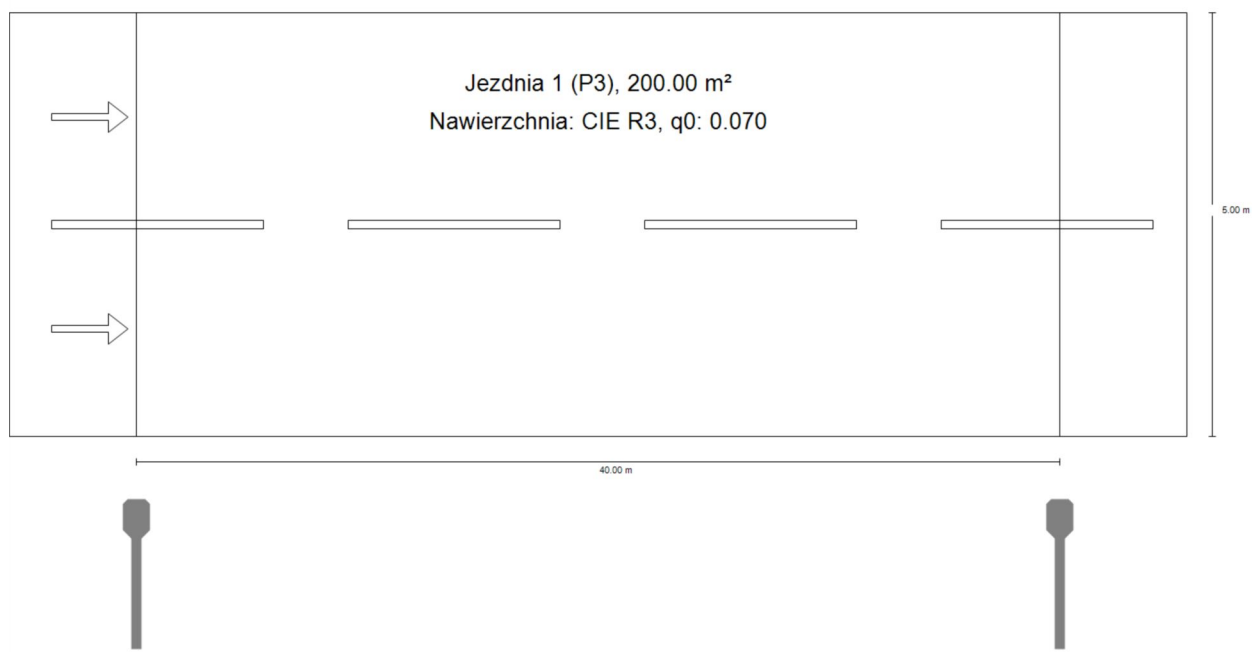 Jezdnia 1 (P3), 200.00 m²
Nawierzchnia: CIE R3, q0: 0.070
5.00 m
40.00 m